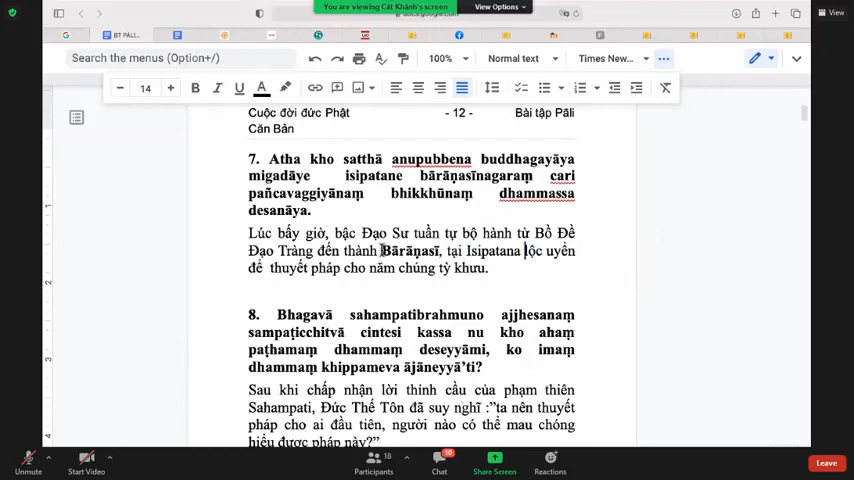 You are viewing Cát Khánh's screen
View Options
View
BT PALI
Search the menus (Option+/)
100%
Normal text
Times New...
14
Cuộc đời đức Phật - 12 - Bài tập Pāli
Căn Bản
7. Atha kho satthā anupubbena buddhagayāya
migadāye isipatane bārāṇasīnagaraṃ cari
pañcavaggiyānaṃ bhikkhūnaṃ dhammassa
desanāya.
Lúc bấy giờ, bậc Đạo Sư tuần tự bộ hành từ Bồ Đề
Đạo Tràng đến thành Bārāṇasī, tại Isipatana lộc uyển
để thuyết pháp cho năm chúng tỳ khưu.
8. Bhagavā sahampatibrahmuno ajjhesanaṃ
sampaṭicchitvā cintesi kassa nu kho ahaṃ
paṭhamaṃ dhammaṃ deseyyāmi, ko imaṃ
dhammaṃ khippameva ājāneyyā’ti?
Sau khi chấp nhận lời thỉnh cầu của phạm thiên
Sahampati, Đức Thế Tôn đã suy nghĩ :”ta nên thuyết
pháp cho ai đầu tiên, người nào có thể mau chóng
hiểu được pháp này?”
1
2
3
4
Unmute
Start Video
18
Participants
10
Chat
Share Screen
Reactions
Leave